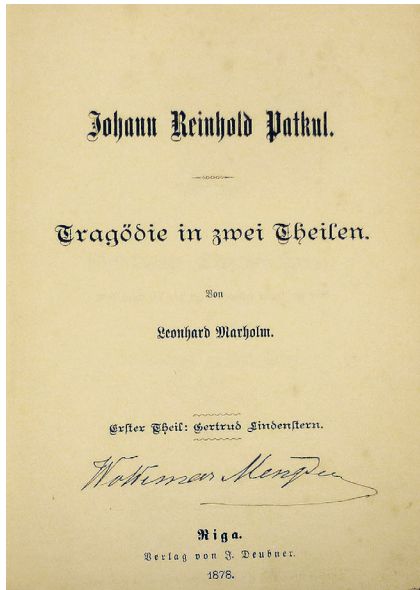 Johann Reinhold Patkul.
Tragödie in zwei Theilen.
Von
Leonhard Marholm.
Erster Theil: Gertrud Lindenstern.
Riga.
Verlag von J. Deubner.
1878.